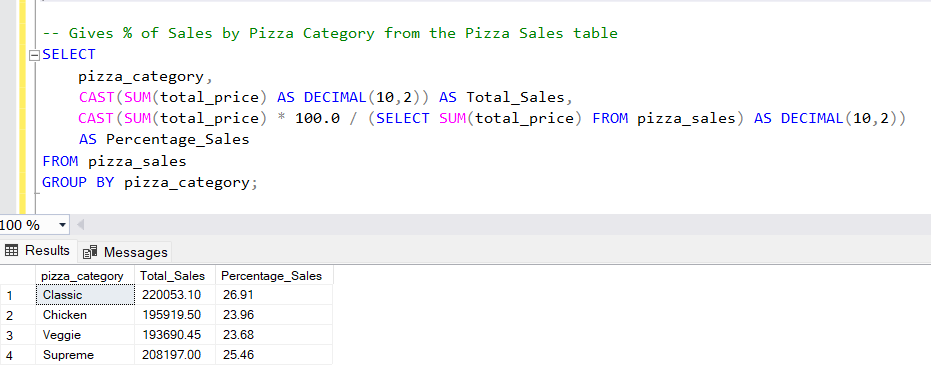 -- Gives % of Sales by Pizza Category from the Pizza Sales table
SELECT
pizza_category,
CAST(SUM(total_price) AS DECIMAL(10,2)) AS Total_Sales,
CAST(SUM(total_price) * 100.0 / (SELECT SUM(total_price) FROM pizza_sales) AS DECIMAL(10,2))
AS Percentage_Sales
FROM pizza_sales
GROUP BY pizza_category;
100 %
Results Messages
pizza_category Total_Sales Percentage_Sales
1 Classic 220053.10 26.91
2 Chicken 195919.50 23.96
3 Veggie 193690.45 23.68
4 Supreme 208197.00 25.46